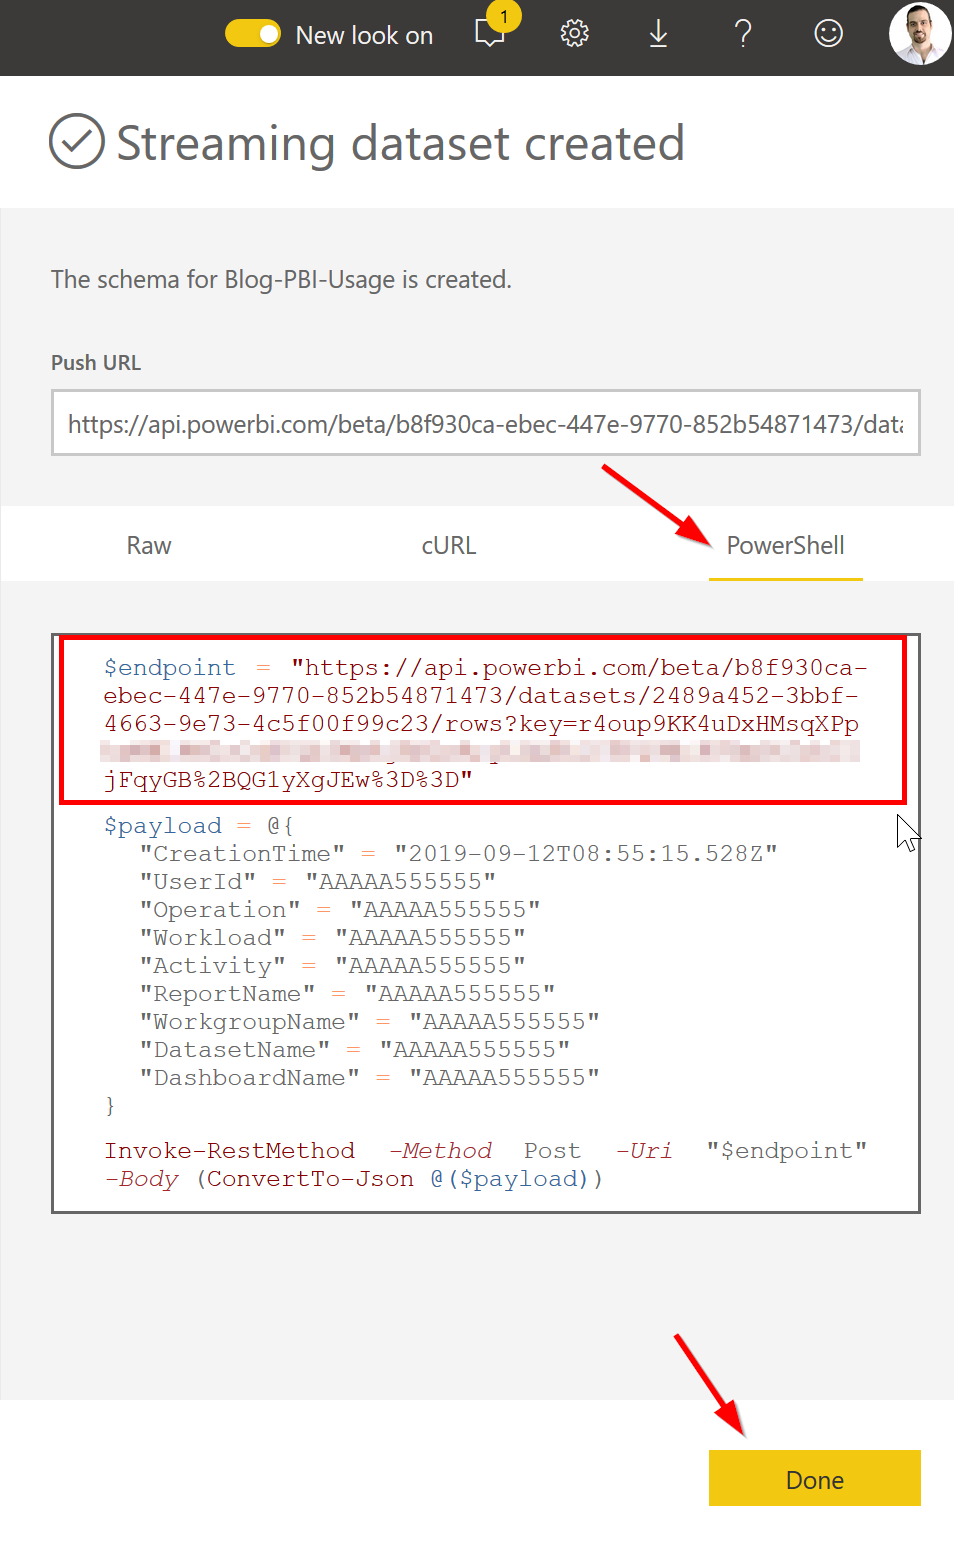 1
New look on
Streaming dataset created
The schema for Blog-PBI-Usage is created.
Push URL
https://api.powerbi.com/beta/b8f930ca-ebec-447e-9770-852b54871473/data
Raw cURL PowerShell
$endpoint = "https://api.powerbi.com/beta/b8f930ca-
ebec-447e-9770-852b54871473/datasets/2489a452-3bbf-
4663-9e73-4c5f00f99c23/rows?key=r4oup9KK4uDxHMsqXPp
jFqyGB%2BQG1yXgJEw%3D%3D"
$payload = @{
"CreationTime" = "2019-09-12T08:55:15.528Z"
"UserId" = "AAAAA555555"
"Operation" = "AAAAA555555"
"Workload" = "AAAAA555555"
"Activity" = "AAAAA555555"
"ReportName" = "AAAAA555555"
"WorkgroupName" = "AAAAA555555"
"DatasetName" = "AAAAA555555"
"DashboardName" = "AAAAA555555"
}
Invoke-RestMethod -Method Post -Uri "$endpoint"
-Body (ConvertTo-Json @($payload))
Done